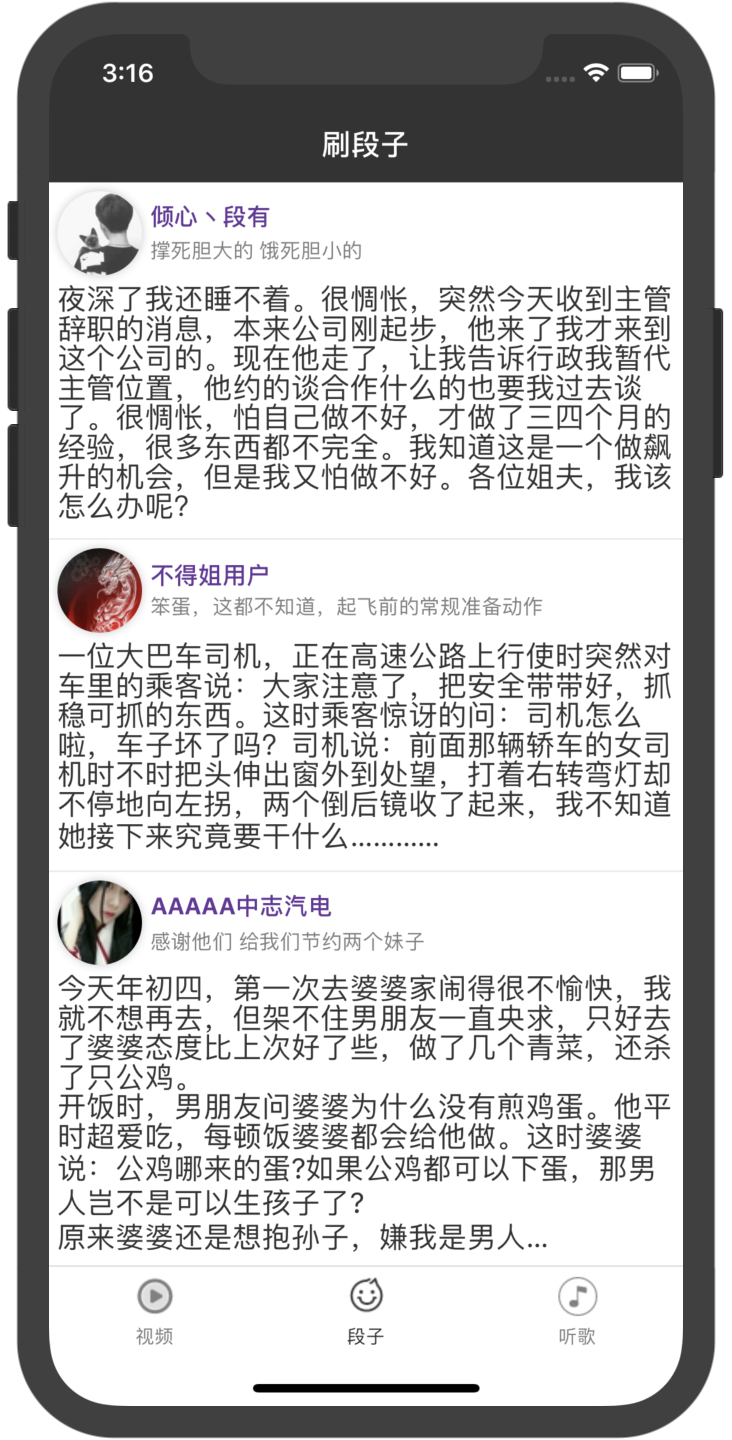 3:16
刷段子
倾心丶段有
撑死胆大的 饿死胆小的
夜深了我还睡不着。很惆怅，突然今天收到主管
辞职的消息，本来公司刚起步，他来了我才来到
这个公司的。现在他走了，让我告诉行政我暂代
主管位置，他约的谈合作什么的也要我过去谈
了。很惆怅，怕自己做不好，才做了三四个月的
经验，很多东西都不完全。我知道这是一个做飙
升的机会，但是我又怕做不好。各位姐夫，我该
怎么办呢？
不得姐用户
笨蛋，这都不知道，起飞前的常规准备动作
一位大巴车司机，正在高速公路上行使时突然对
车里的乘客说：大家注意了，把安全带带好，抓
稳可抓的东西。这时乘客惊讶的问：司机怎么
啦，车子坏了吗？司机说：前面那辆轿车的女司
机时不时把头伸出窗外到处望，打着右转弯灯却
不停地向左拐，两个倒后镜收了起来，我不知道
她接下来究竟要干什么…………
AAAAA中志汽电
感谢他们 给我们节约两个妹子
今天年初四，第一次去婆婆家闹得很不愉快，我
就不想再去，但架不住男朋友一直央求，只好去
了婆婆态度比上次好了些，做了几个青菜，还杀
了只公鸡。
开饭时，男朋友问婆婆为什么没有煎鸡蛋。他平
时超爱吃，每顿饭婆婆都会给他做。这时婆婆
说：公鸡哪来的蛋?如果公鸡都可以下蛋，那男
人岂不是可以生孩子了?
原来婆婆还是想抱孙子，嫌我是男人...
视频
段子
听歌